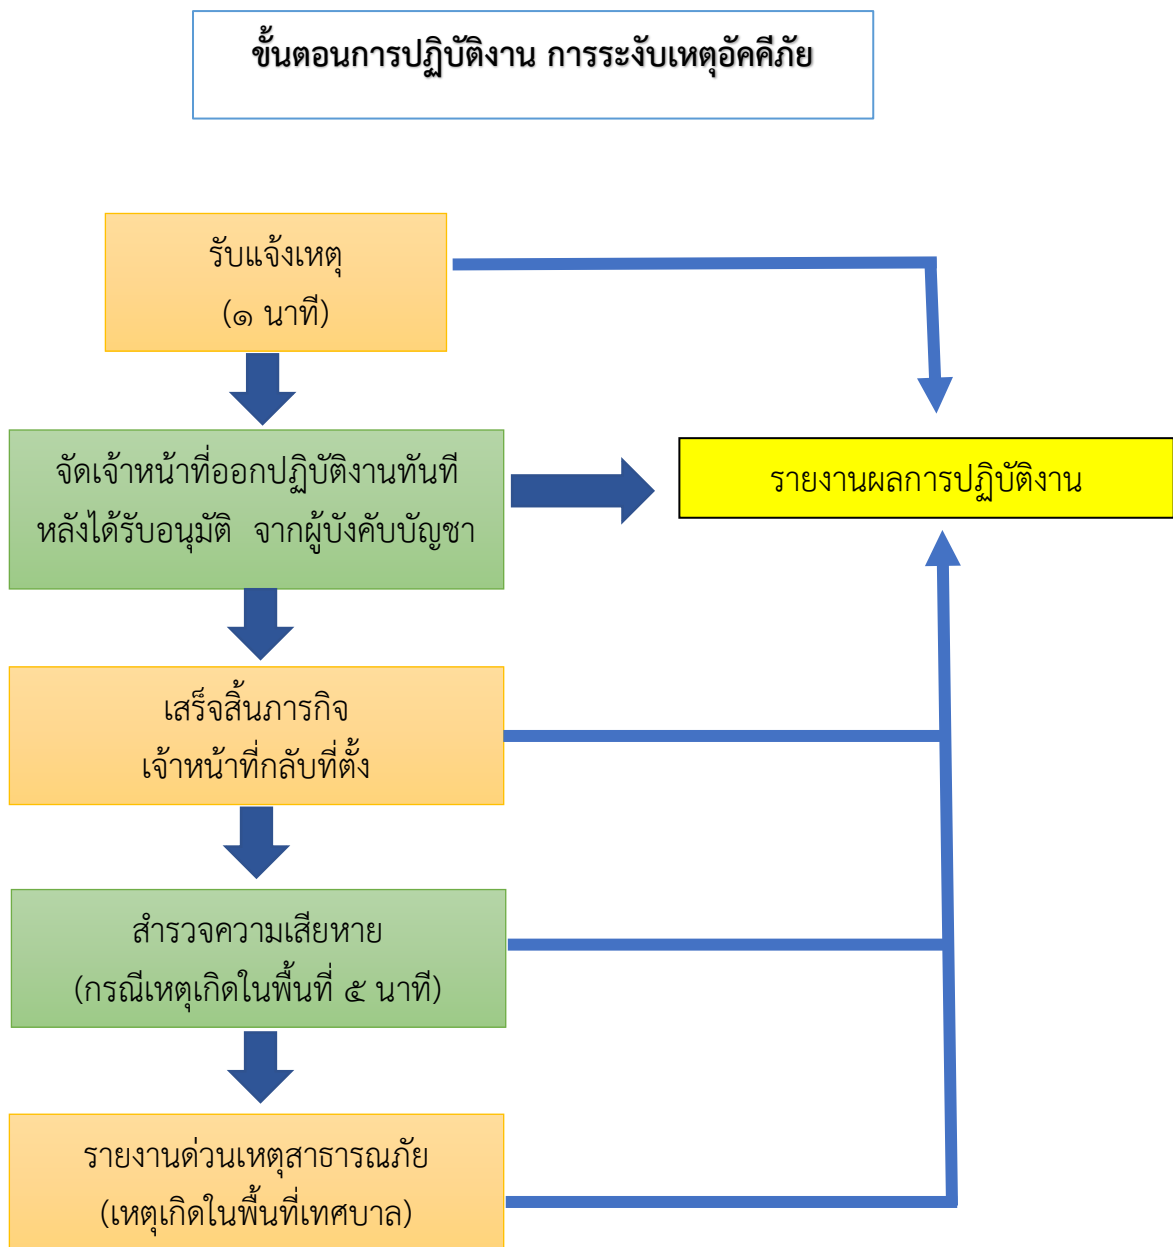 ขั้นตอนการปฏิบัติงาน การระงับเหตุอัคคีภัย
รับแจ้งเหตุ
(๑ นาที)
จัดเจ้าหน้าที่ออกปฏิบัติงานทันที
หลังได้รับอนุมัติ จากผู้บังคับบัญชา
รายงานผลการปฏิบัติงาน
เสร็จสิ้นภารกิจ
เจ้าหน้าที่กลับที่ตั้ง
สำรวจความเสียหาย
(กรณีเหตุเกิดในพื้นที่ ๕ นาที)
รายงานด่วนเหตุสาธารณภัย
(เหตุเกิดในพื้นที่เทศบาล)